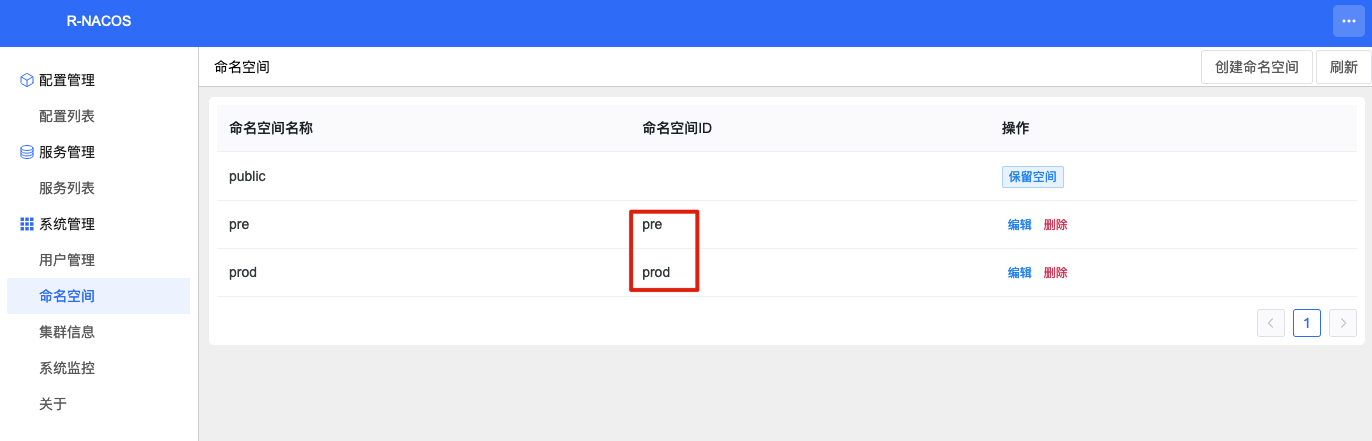 R-NACOS
配置管理
配置列表
服务管理
服务列表
系统管理
用户管理
命名空间
集群信息
系统监控
关于
命名空间 创建命名空间 刷新
命名空间名称 命名空间ID 操作
public 保留空间
pre pre 编辑 删除
prod prod 编辑 删除
1